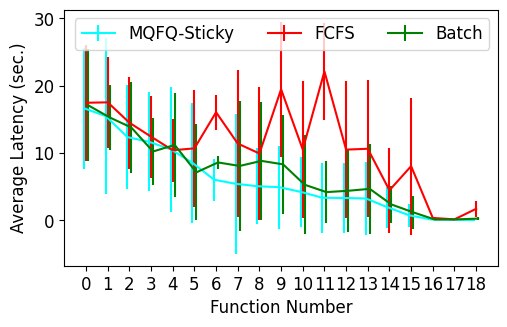 MQFQ-Sticky FCFS Batch
Average Latency (sec.)
30
20
10
0
0 1 2 3 4 5 6 7 8 9 10 11 12 13 14 15 16 17 18
Function Number